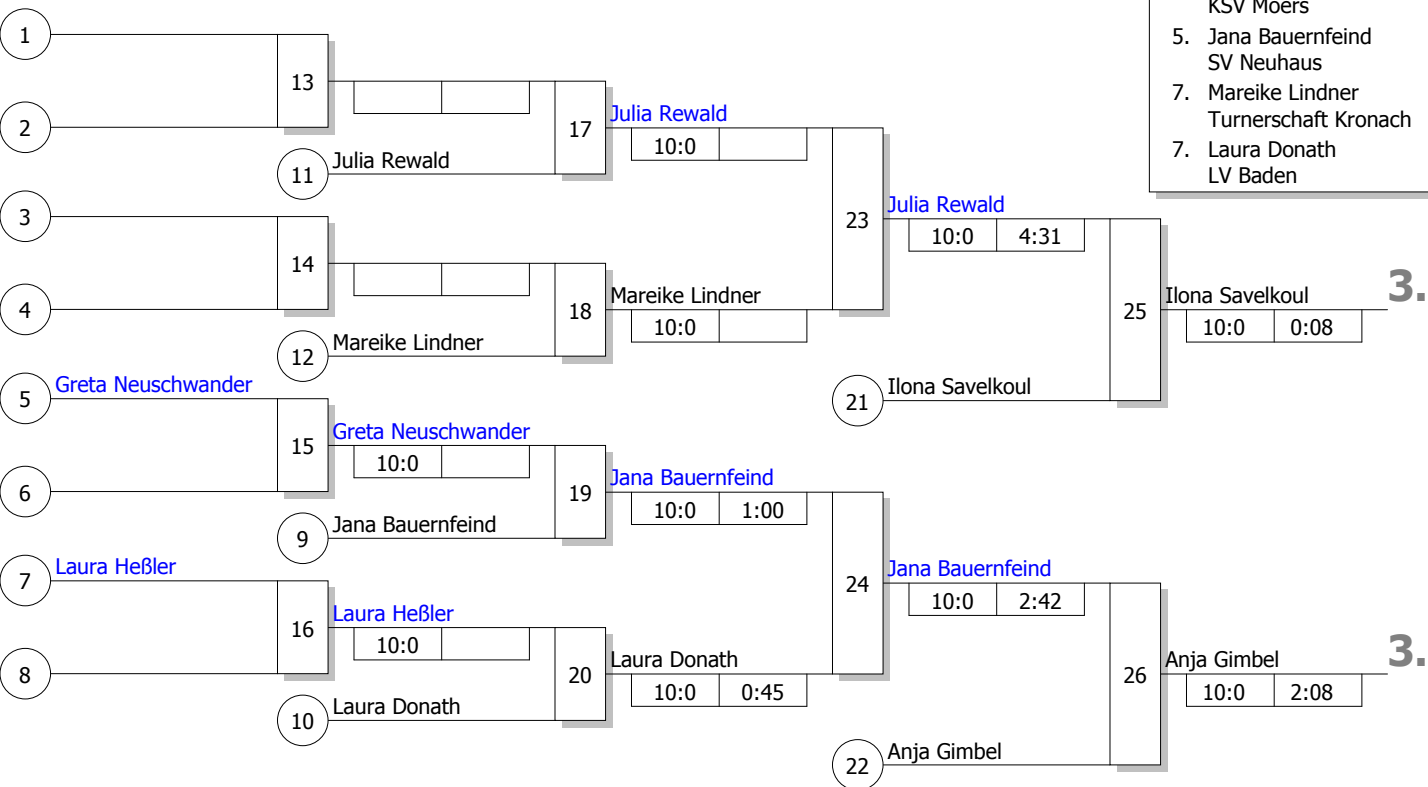 KSV Moers
5. Jana Bauernfeind
SV Neuhaus
7. Mareike Lindner
Turnerschaft Kronach
7. Laura Donath
LV Baden
1
13
2
17
Julia Rewald
10:0
11
Julia Rewald
3
14
4
18
Mareike Lindner
10:0
12
Mareike Lindner
23
Julia Rewald
10:0 4:31
25
Ilona Savelkoul
10:0 0:08
3.
21
Ilona Savelkoul
5
Greta Neuschwander
15
6
Greta Neuschwander
10:0
19
9
Jana Bauernfeind
Jana Bauernfeind
10:0 1:00
7
Laura Heßler
16
8
Laura Heßler
10:0
20
10
Laura Donath
Laura Donath
10:0 0:45
24
Jana Bauernfeind
10:0 2:42
26
Anja Gimbel
10:0 2:08
3.
22
Anja Gimbel